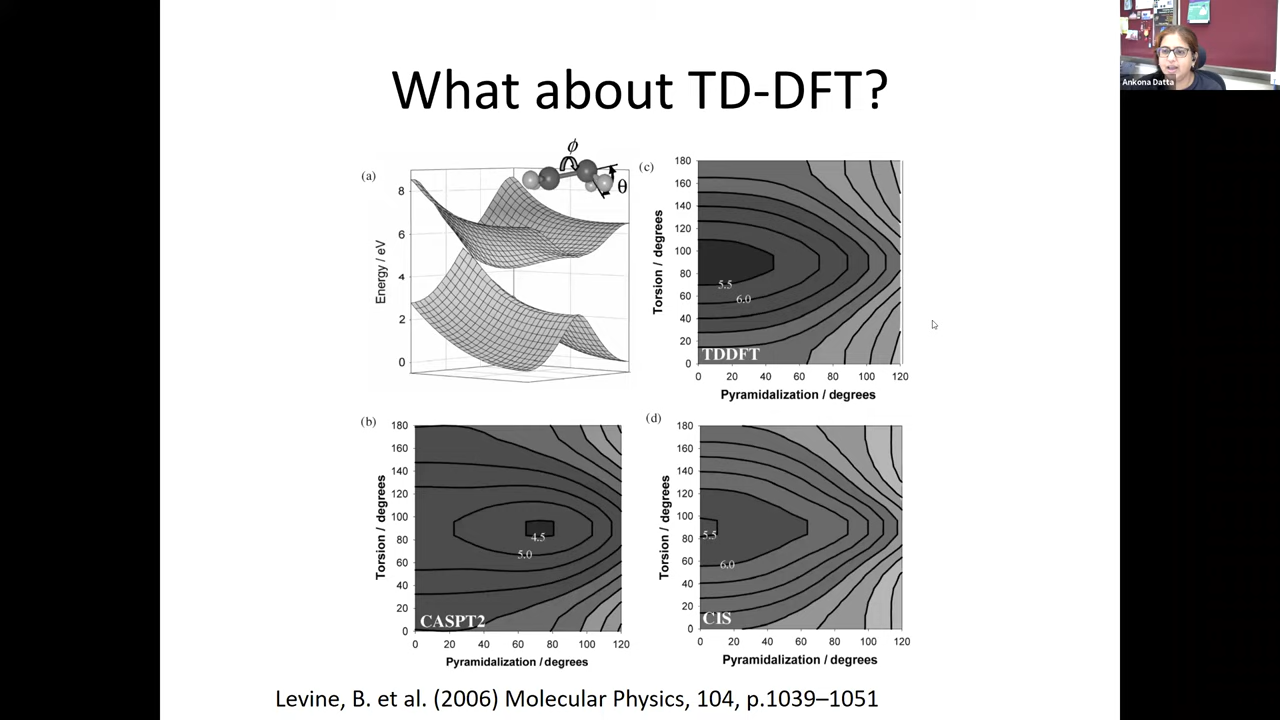 What about TD-DFT?
Ankona Datta
(a)
8
6
4
2
0
Energy / eV
ϕ
θ
(c)
180
160
140
120
100
80
60
40
20
0
Torsion / degrees
5.5
6.0
TDDFT
0 20 40 60 80 100 120
Pyramidalization / degrees
(b)
180
160
140
120
100
80
60
40
20
0
Torsion / degrees
4.5
5.0
CASPT2
0 20 40 60 80 100 120
Pyramidalization / degrees
(d)
180
160
140
120
100
80
60
40
20
0
Torsion / degrees
5.5
6.0
CIS
0 20 40 60 80 100 120
Pyramidalization / degrees
Levine, B. et al. (2006) Molecular Physics, 104, p.1039–1051